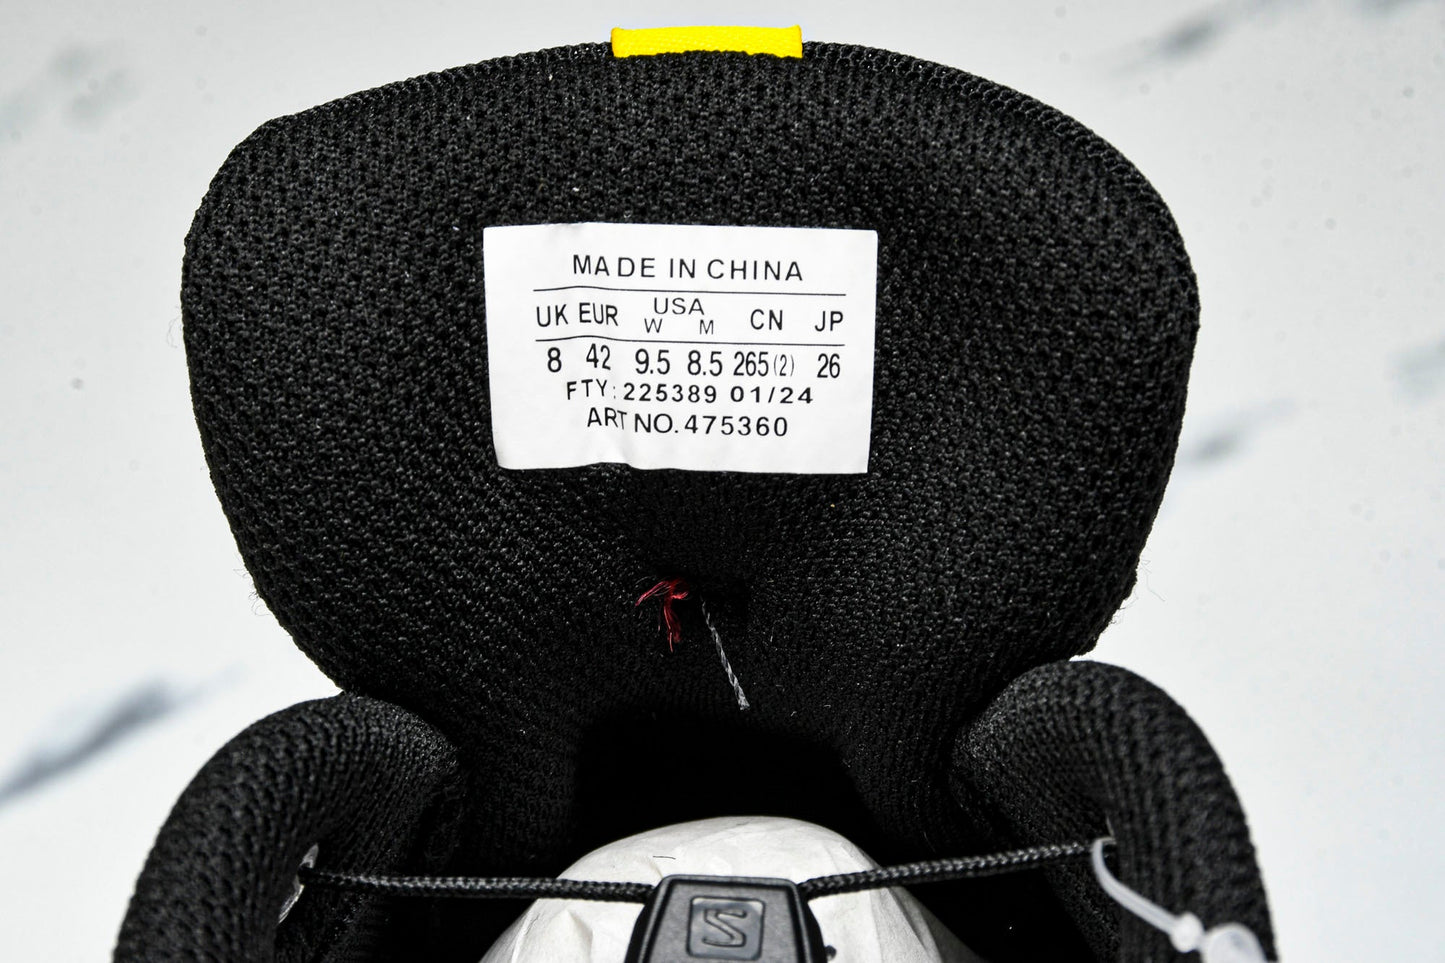 MADE IN CHINA
UK EUR USA W M CN JP
8 42 9.5 8.5 265(2) 26
FTY: 225389 01/24
ART NO. 475360
S